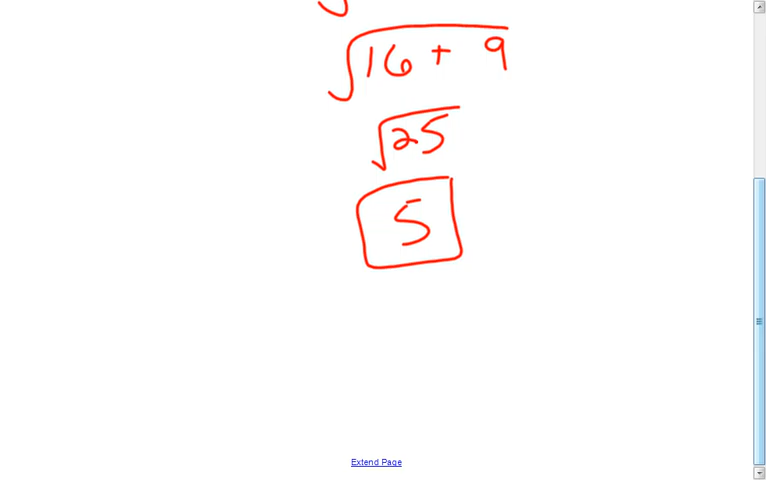 √16 + 9
√25
5
Extend Page